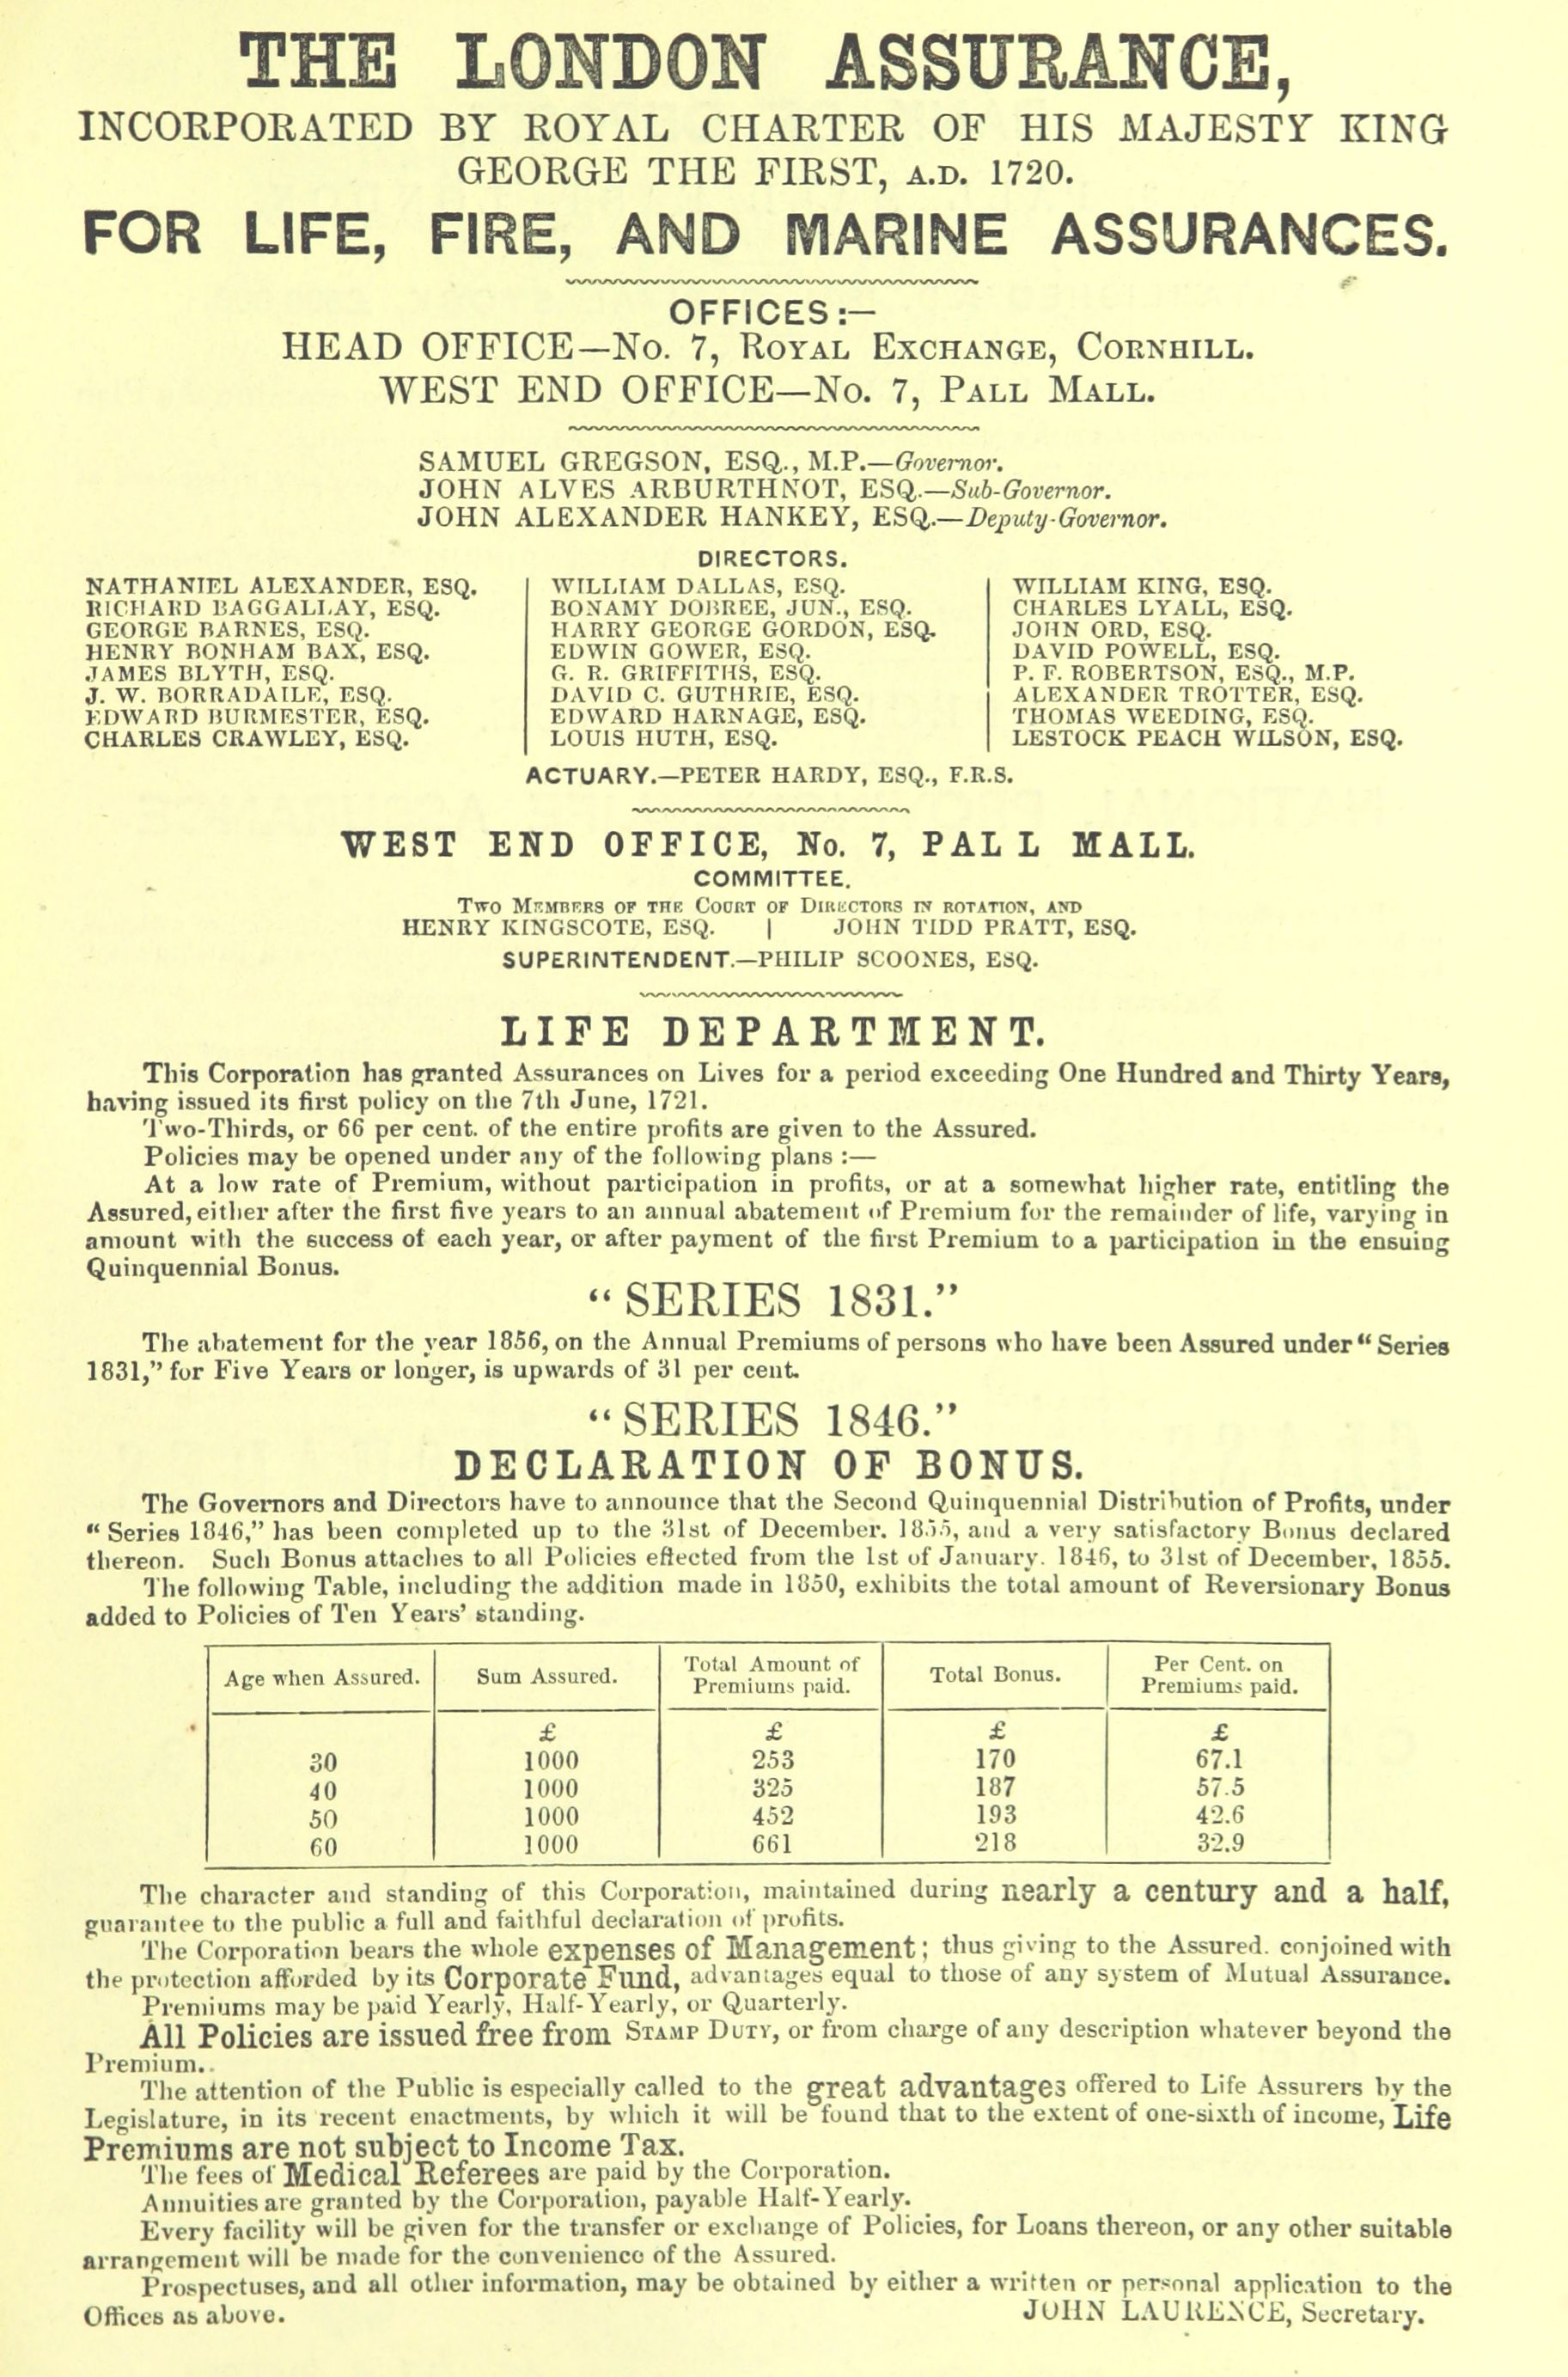 THE LONDON ASSURANCE,
INCORPORATED BY ROYAL CHARTER OF HIS MAJESTY KING
GEORGE THE FIRST, A.D. 1720.
FOR LIFE, FIRE, AND MARINE ASSURANCES.
OFFICES:—
HEAD OFFICE—No. 7, ROYAL EXCHANGE, CORNHILL.
WEST END OFFICE—No. 7, PALL MALL.
SAMUEL GREGSON, ESQ., M.P.—Governor.
JOHN ALVES ARBURTHNOT, ESQ.—Sub-Governor.
JOHN ALEXANDER HANKEY, ESQ.—Deputy-Governor.
DIRECTORS.
NATHANIEL ALEXANDER, ESQ.
RICHARD BAGGALLAY, ESQ.
GEORGE BARNES, ESQ.
HENRY BONHAM BAX, ESQ.
JAMES BLYTH, ESQ.
J. W. BORRADAILE, ESQ.
EDWARD BURMESTER, ESQ.
CHARLES CRAWLEY, ESQ.
WILLIAM DALLAS, ESQ.
BONAMY DOBREE, JUN., ESQ.
HARRY GEORGE GORDON, ESQ.
EDWIN GOWER, ESQ.
G. R. GRIFFITHS, ESQ.
DAVID C. GUTHRIE, ESQ.
EDWARD HARNAGE, ESQ.
LOUIS HUTH, ESQ.
WILLIAM KING, ESQ.
CHARLES LYALL, ESQ.
JOHN ORD, ESQ.
DAVID POWELL, ESQ.
P. F. ROBERTSON, ESQ., M.P.
ALEXANDER TROTTER, ESQ.
THOMAS WEEDING, ESQ.
LESTOCK PEACH WILSON, ESQ.
ACTUARY.—PETER HARDY, ESQ., F.R.S.
WEST END OFFICE, No. 7, PALL MALL.
COMMITTEE.
TWO MEMBERS OF THE COURT OF DIRECTORS IN ROTATION, AND
HENRY KINGSCOTE, ESQ. | JOHN TIDD PRATT, ESQ.
SUPERINTENDENT.—PHILIP SCOONES, ESQ.
LIFE DEPARTMENT.
This Corporation has granted Assurances on Lives for a period exceeding One Hundred and Thirty Years,
having issued its first policy on the 7th June, 1721.
Two-Thirds, or 66 per cent. of the entire profits are given to the Assured.
Policies may be opened under any of the following plans :—
At a low rate of Premium, without participation in profits, or at a somewhat higher rate, entitling the
Assured, either after the first five years to an annual abatement of Premium for the remainder of life, varying in
amount with the success of each year, or after payment of the first Premium to a participation in the ensuing
Quinquennial Bonus.
“SERIES 1831.”
The abatement for the year 1856, on the Annual Premiums of persons who have been Assured under “Series
1831,” for Five Years or longer, is upwards of 31 per cent.
“SERIES 1846.”
DECLARATION OF BONUS.
The Governors and Directors have to announce that the Second Quinquennial Distribution of Profits, under
“Series 1846,” has been completed up to the 31st of December, 1855, and a very satisfactory Bonus declared
thereon. Such Bonus attaches to all Policies effected from the 1st of January, 1846, to 31st of December, 1855.
The following Table, including the addition made in 1850, exhibits the total amount of Reversionary Bonus
added to Policies of Ten Years’ standing.
Age when Assured. Sum Assured. Total Amount of Premiums paid. Total Bonus. Per Cent. on Premiums paid.
£ £ £ £
30 1000 253 170 67.1
40 1000 325 187 57.5
50 1000 452 193 42.6
60 1000 661 218 32.9
The character and standing of this Corporation, maintained during nearly a century and a half,
guarantee to the public a full and faithful declaration of profits.
The Corporation bears the whole expenses of Management; thus giving to the Assured. conjoined with
the protection afforded by its Corporate Fund, advantages equal to those of any system of Mutual Assurance.
Premiums may be paid Yearly, Half-Yearly, or Quarterly.
All Policies are issued free from STAMP DUTY, or from charge of any description whatever beyond the
Premium..
The attention of the Public is especially called to the great advantages offered to Life Assurers by the
Legislature, in its recent enactments, by which it will be found that to the extent of one-sixth of income, Life
Premiums are not subject to Income Tax.
The fees of Medical Referees are paid by the Corporation.
Annuities are granted by the Corporation, payable Half-Yearly.
Every facility will be given for the transfer or exchange of Policies, for Loans thereon, or any other suitable
arrangement will be made for the convenience of the Assured.
Prospectuses, and all other information, may be obtained by either a written or personal application to the
Offices as above. JOHN LAURENCE, Secretary.